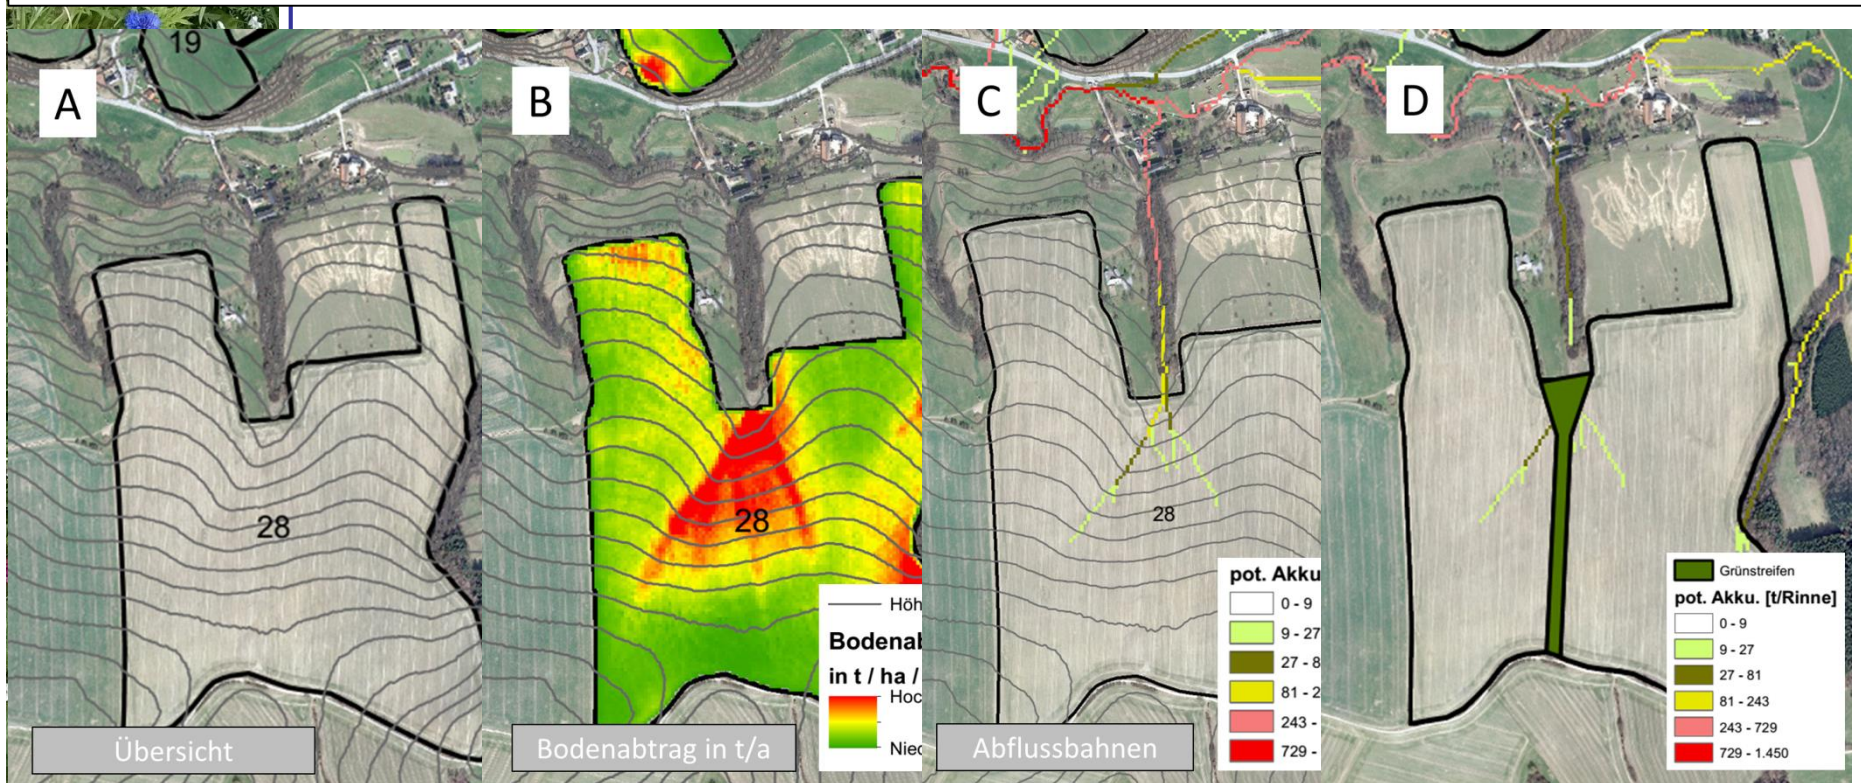 A
19
28
Übersicht
B
28
Höh
Bodenab
in t / ha /
Hoc
Nied
Bodenabtrag in t/a
C
28
pot. Akku
0 - 9
9 - 27
27 - 8
81 - 2
243 -
729 -
Abflussbahnen
D
Grünstreifen
pot. Akku. [t/Rinne]
0 - 9
9 - 27
27 - 81
81 - 243
243 - 729
729 - 1.450